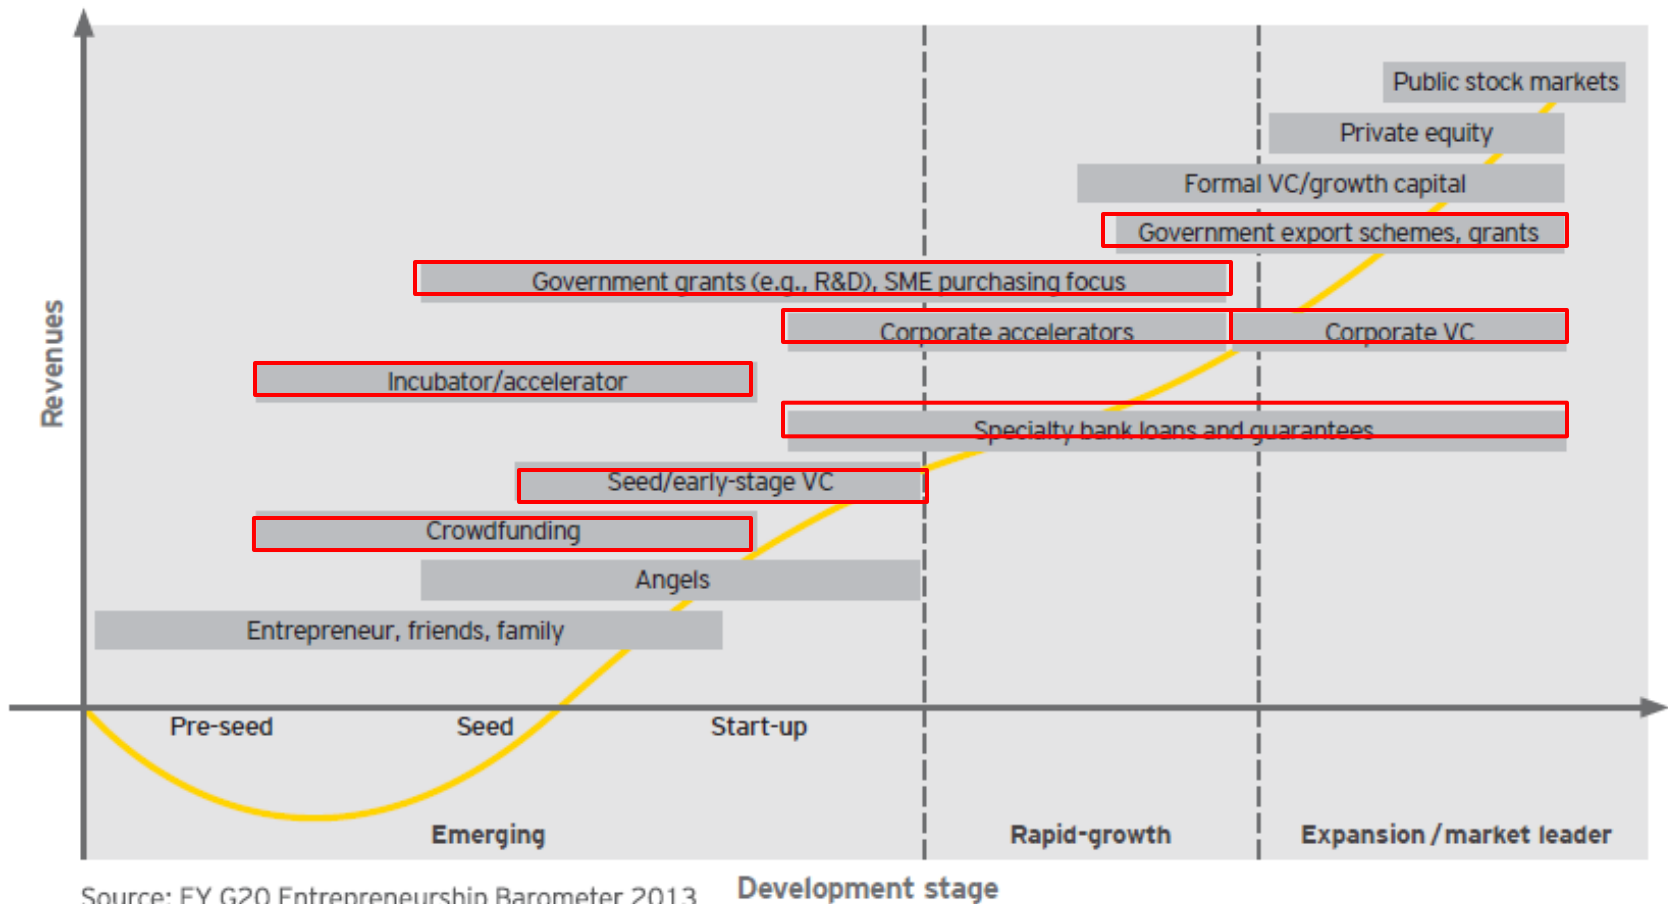 Public stock markets
Private equity
Formal VC/growth capital
Government export schemes, grants
Government grants (e.g., R&D), SME purchasing focus
Corporate accelerators
Corporate VC
Incubator/accelerator
Specialty bank loans and guarantees
Seed/early-stage VC
Crowdfunding
Angels
Entrepreneur, friends, family
Revenues
Pre-seed
Seed
Start-up
Emerging
Rapid-growth
Expansion/market leader
Development stage
Source: EY G20 Entrepreneurship Barometer 2013